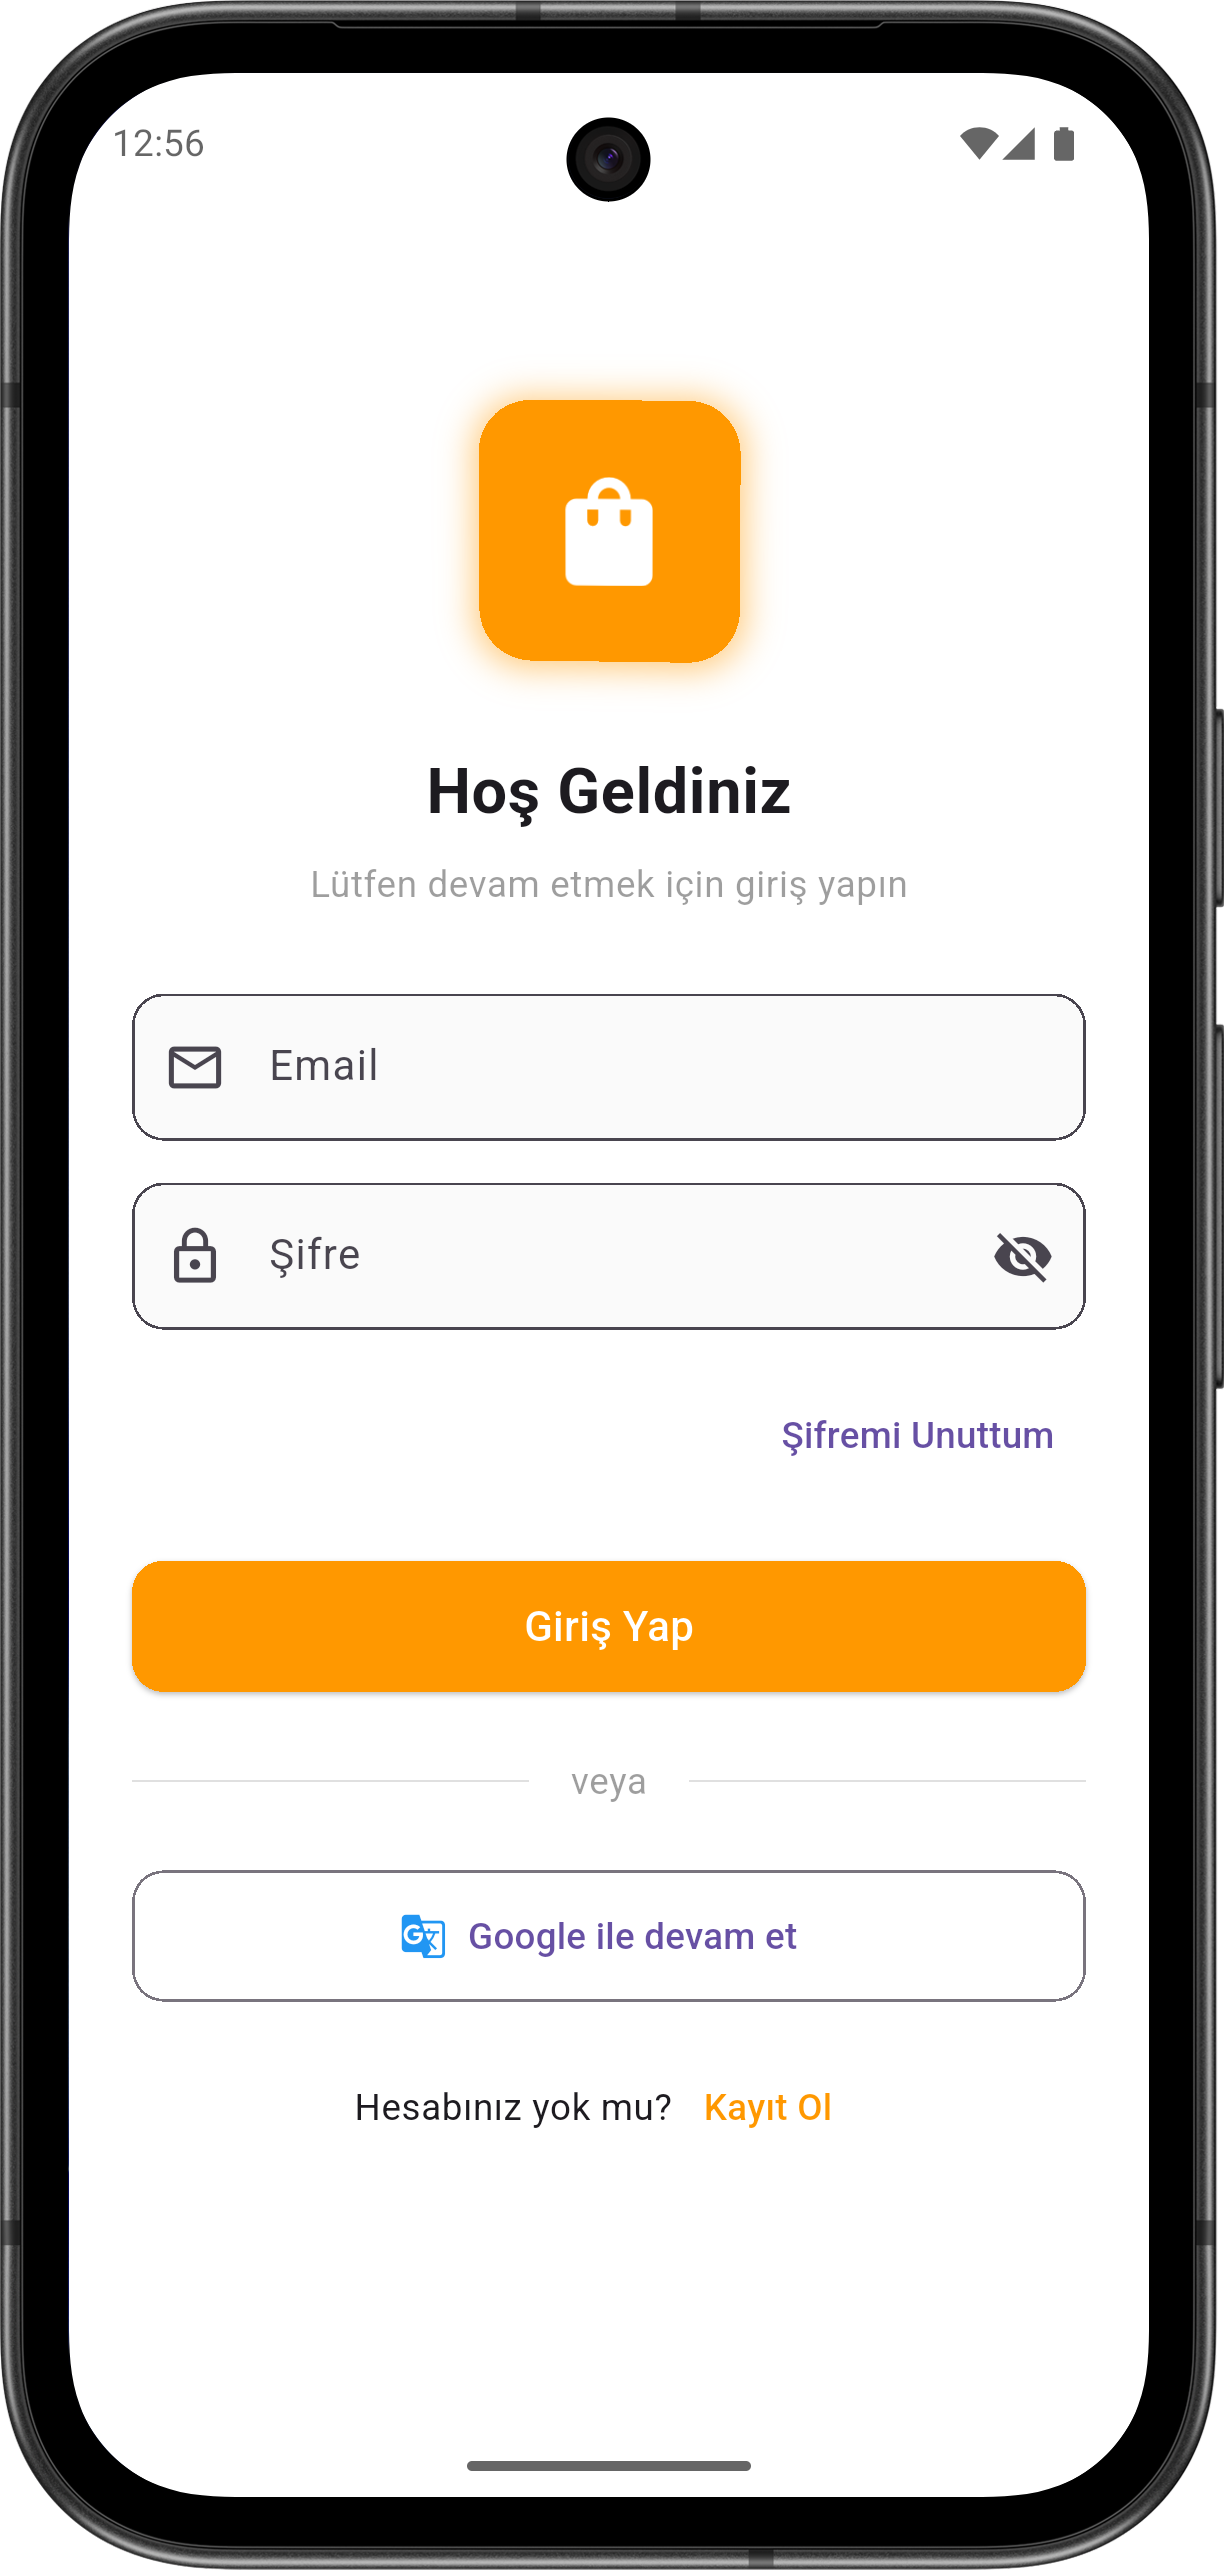 12:56
Hoş Geldiniz
Lütfen devam etmek için giriş yapın
Email
Şifre
Şifremi Unuttum
Giriş Yap
veya
Google ile devam et
Hesabınız yok mu? Kayıt Ol